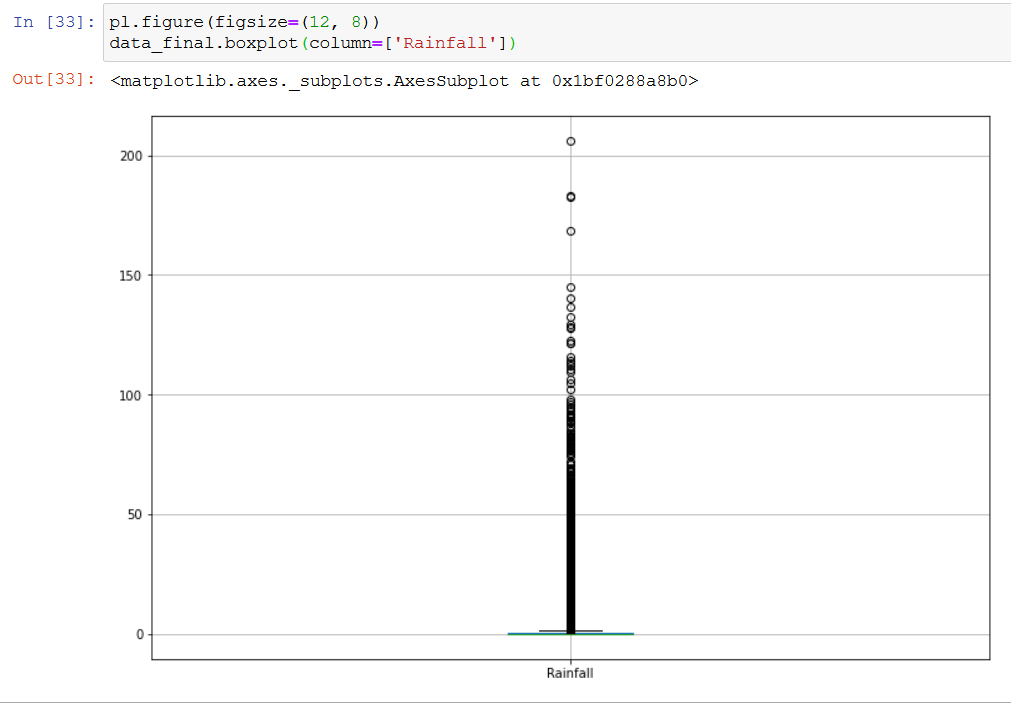 In [33]: pl.figure(figsize=(12, 8))
data_final.boxplot(column=['Rainfall'])
Out[33]: <matplotlib.axes._subplots.AxesSubplot at 0x1bf0288a8b0>
200
150
100
50
0
Rainfall